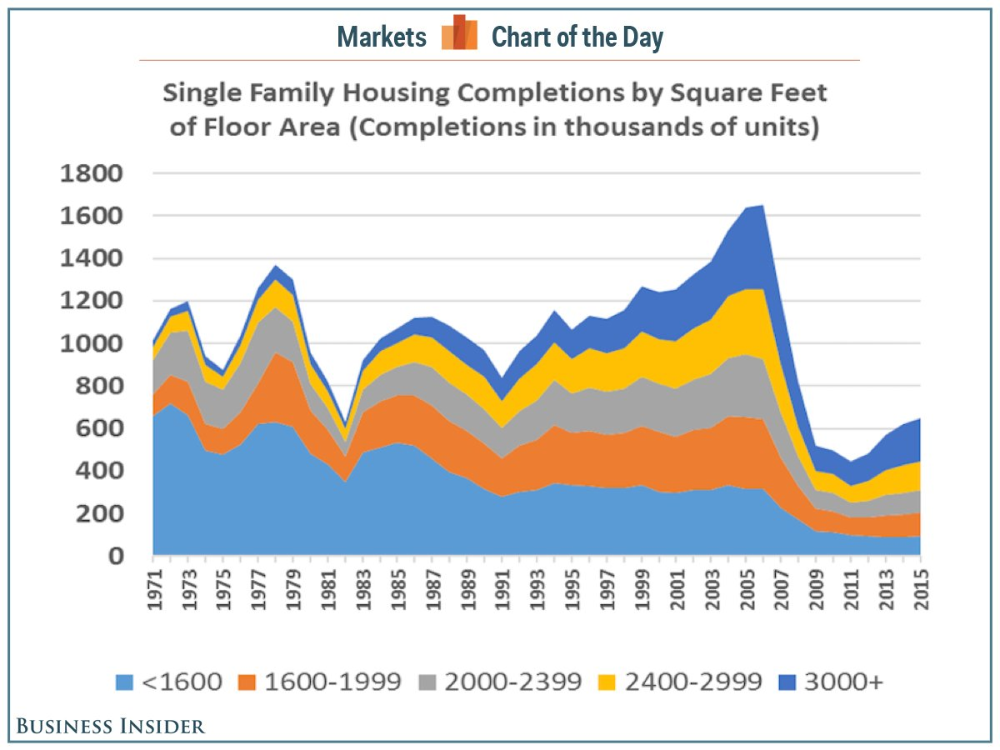 Markets Chart of the Day
Single Family Housing Completions by Square Feet
of Floor Area (Completions in thousands of units)
1800
1600
1400
1200
1000
800
600
400
200
0
1971 1973 1975 1977 1979 1981 1983 1985 1987 1989 1991 1993 1995 1997 1999 2001 2003 2005 2007 2009 2011 2013 2015
<1600 1600-1999 2000-2399 2400-2999 3000+
BUSINESS INSIDER